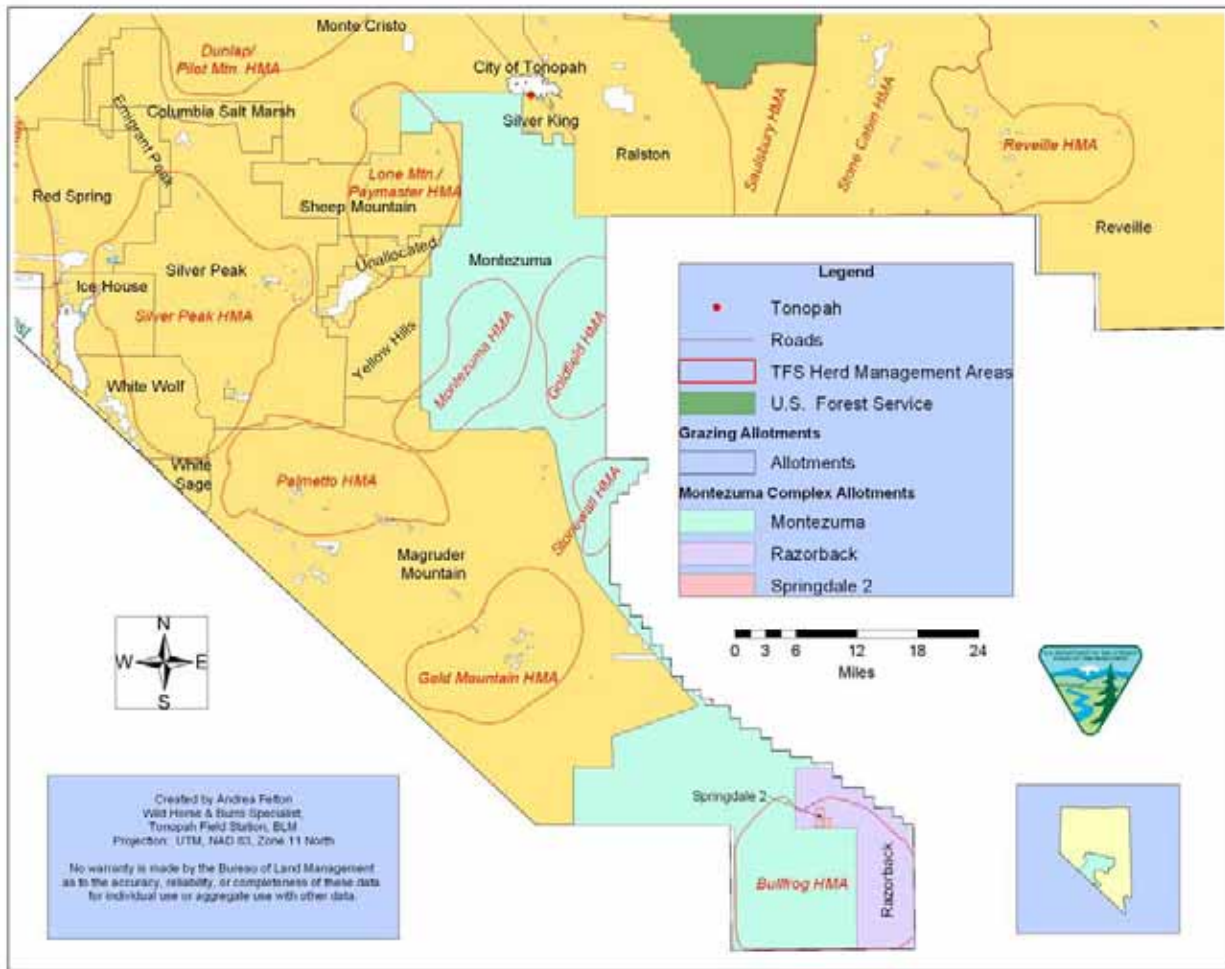 Monte Cristo
Dunlap/
Pilot Mtn. HMA
City of Tonopah
Columbia Salt Marsh
Emigrant Peak
Silver King
Saulsbury HMA
Stone Cabin HMA
Reveille HMA
Ralston
Red Spring
Lone Mtn./
Paymaster HMA
Sheep Mountain
Reveille
Unallocated
Montezuma
Silver Peak
Ice House
Silver Peak HMA
Yellow Hills
Montezuma HMA
Goldfield HMA
White Wolf
White
Sage
Palmetto HMA
Stonewall HMA
Magruder
Mountain
Gold Mountain HMA
Springdale 2
Bullfrog HMA
Razorback
Legend
Tonopah
Roads
TFS Herd Management Areas
U.S. Forest Service
Grazing Allotments
Allotments
Montezuma Complex Allotments
Montezuma
Razorback
Springdale 2
0 3 6 12 18 24
Miles
N
W E
S
Created by Andrea Felton
Wild Horse & Burro Specialist,
Tonopah Field Station, BLM
Projection: UTM, NAD 83, Zone 11 North
No warranty is made by the Bureau of Land Management
as to the accuracy, reliability, or completeness of these data
for individual use or aggregate use with other data.